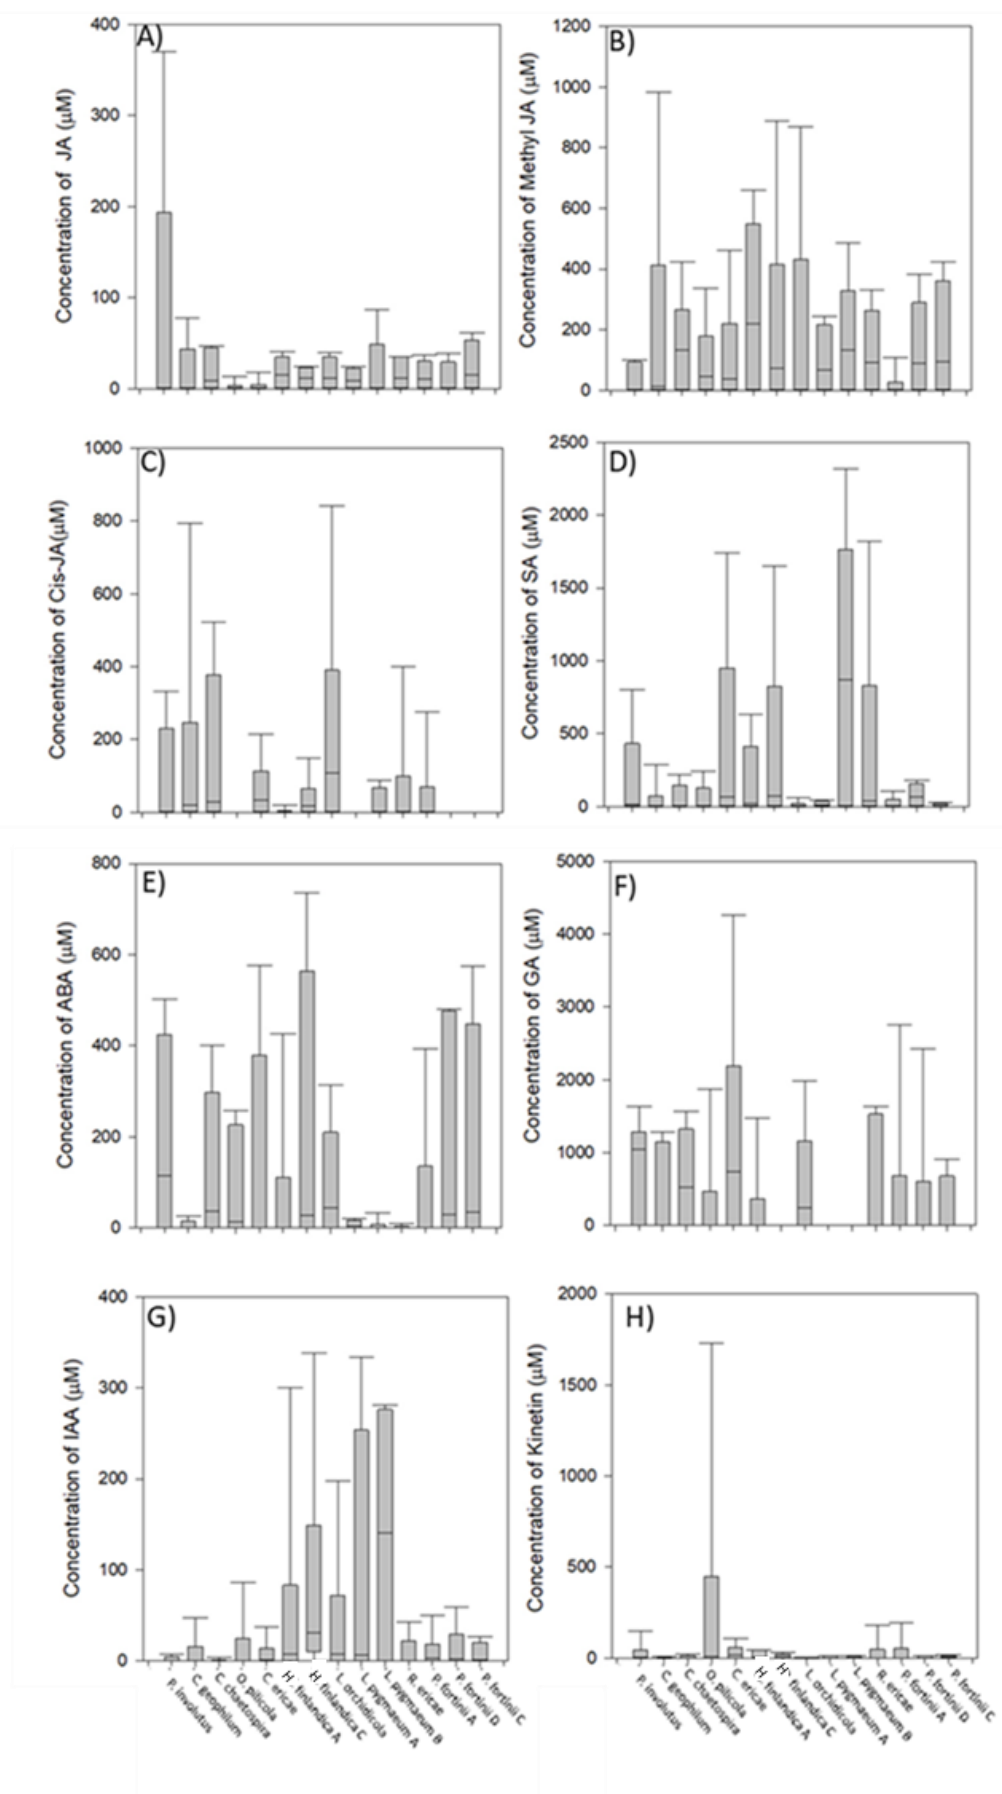 A)
400
300
200
100
0
Concentration of JA (µM)
B)
1200
1000
800
600
400
200
0
Concentration of Methyl JA (µM)
C)
1000
800
600
400
200
0
Concentration of Cis-JA(µM)
D)
2500
2000
1500
1000
500
0
Concentration of SA (µM)
E)
800
600
400
200
0
Concentration of ABA (µM)
F)
5000
4000
3000
2000
1000
0
Concentration of GA (µM)
G)
400
300
200
100
0
Concentration of IAA (µM)
P. involutus
C. geophilum
C. chaetospira
O. pilicola
C. ericae
H. finlandica A
H. finlandica C
L. orchidicola
L. pygmaeum A
L. pygmaeum B
R. ericae
P. fortinii A
P. fortinii D
P. fortinii C
H)
2000
1500
1000
500
0
Concentration of Kinetin (µM)
P. involutus
C. geophilum
C. chaetospira
O. pilicola
C. ericae
H. finlandica A
H. finlandica C
L. orchidicola
L. pygmaeum A
L. pygmaeum B
R. ericae
P. fortinii A
P. fortinii D
P. fortinii C